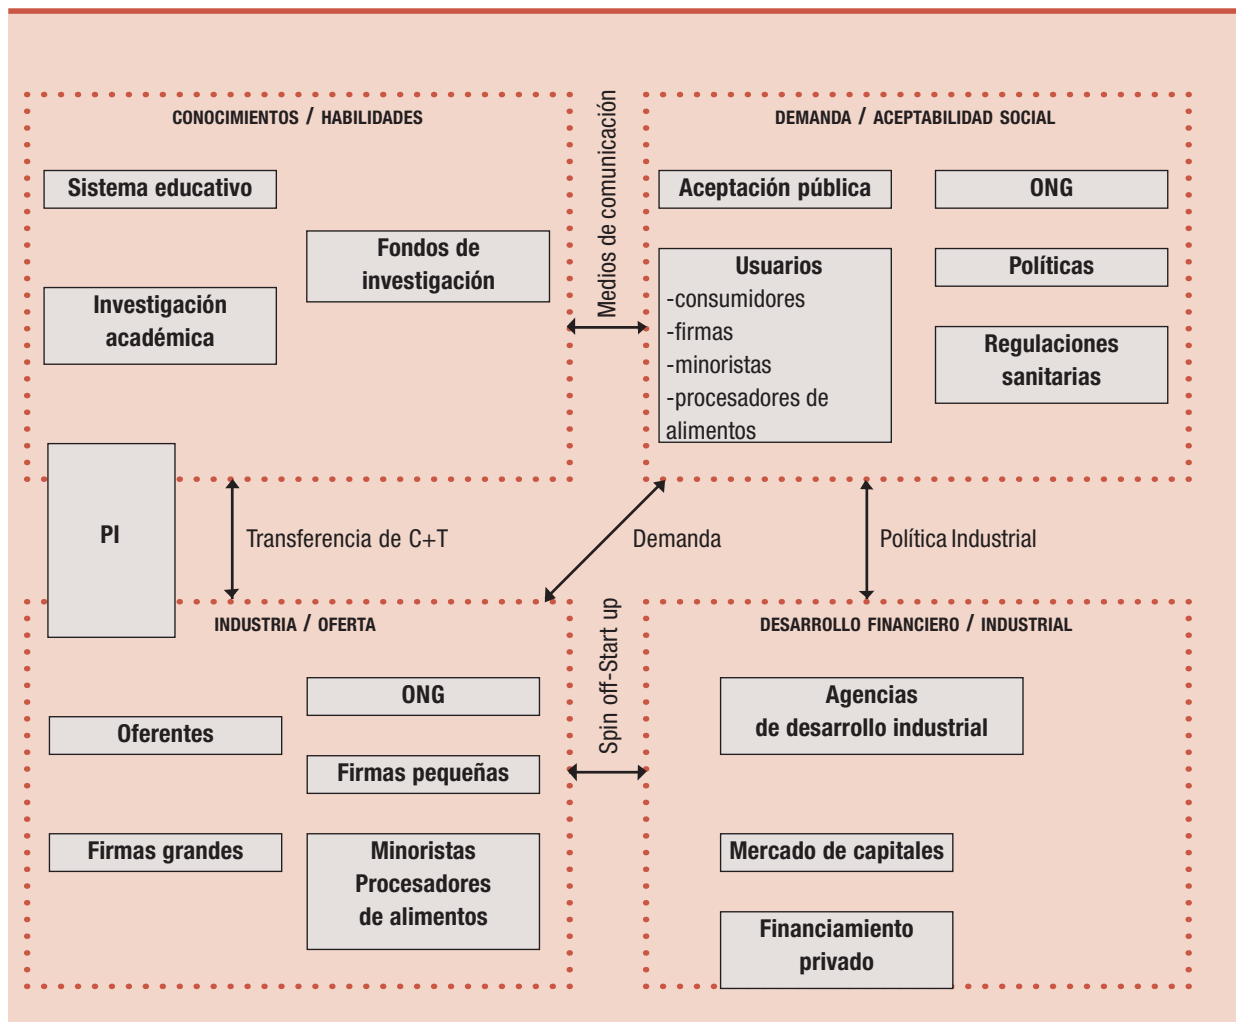 CONOCIMIENTOS / HABILIDADES
Sistema educativo
Fondos de
investigación
Investigación
académica
Medios de comunicación
DEMANDA / ACEPTABILIDAD SOCIAL
Aceptación pública
ONG
Usuarios
-consumidores
-firmas
-minoristas
-procesadores de
alimentos
Políticas
Regulaciones
sanitarias
PI
Transferencia de C+T
Demanda
Política Industrial
INDUSTRIA / OFERTA
ONG
Oferentes
Firmas pequeñas
Firmas grandes
Minoristas
Procesadores
de alimentos
Spin off-Start up
DESARROLLO FINANCIERO / INDUSTRIAL
Agencias
de desarrollo industrial
Mercado de capitales
Financiamiento
privado